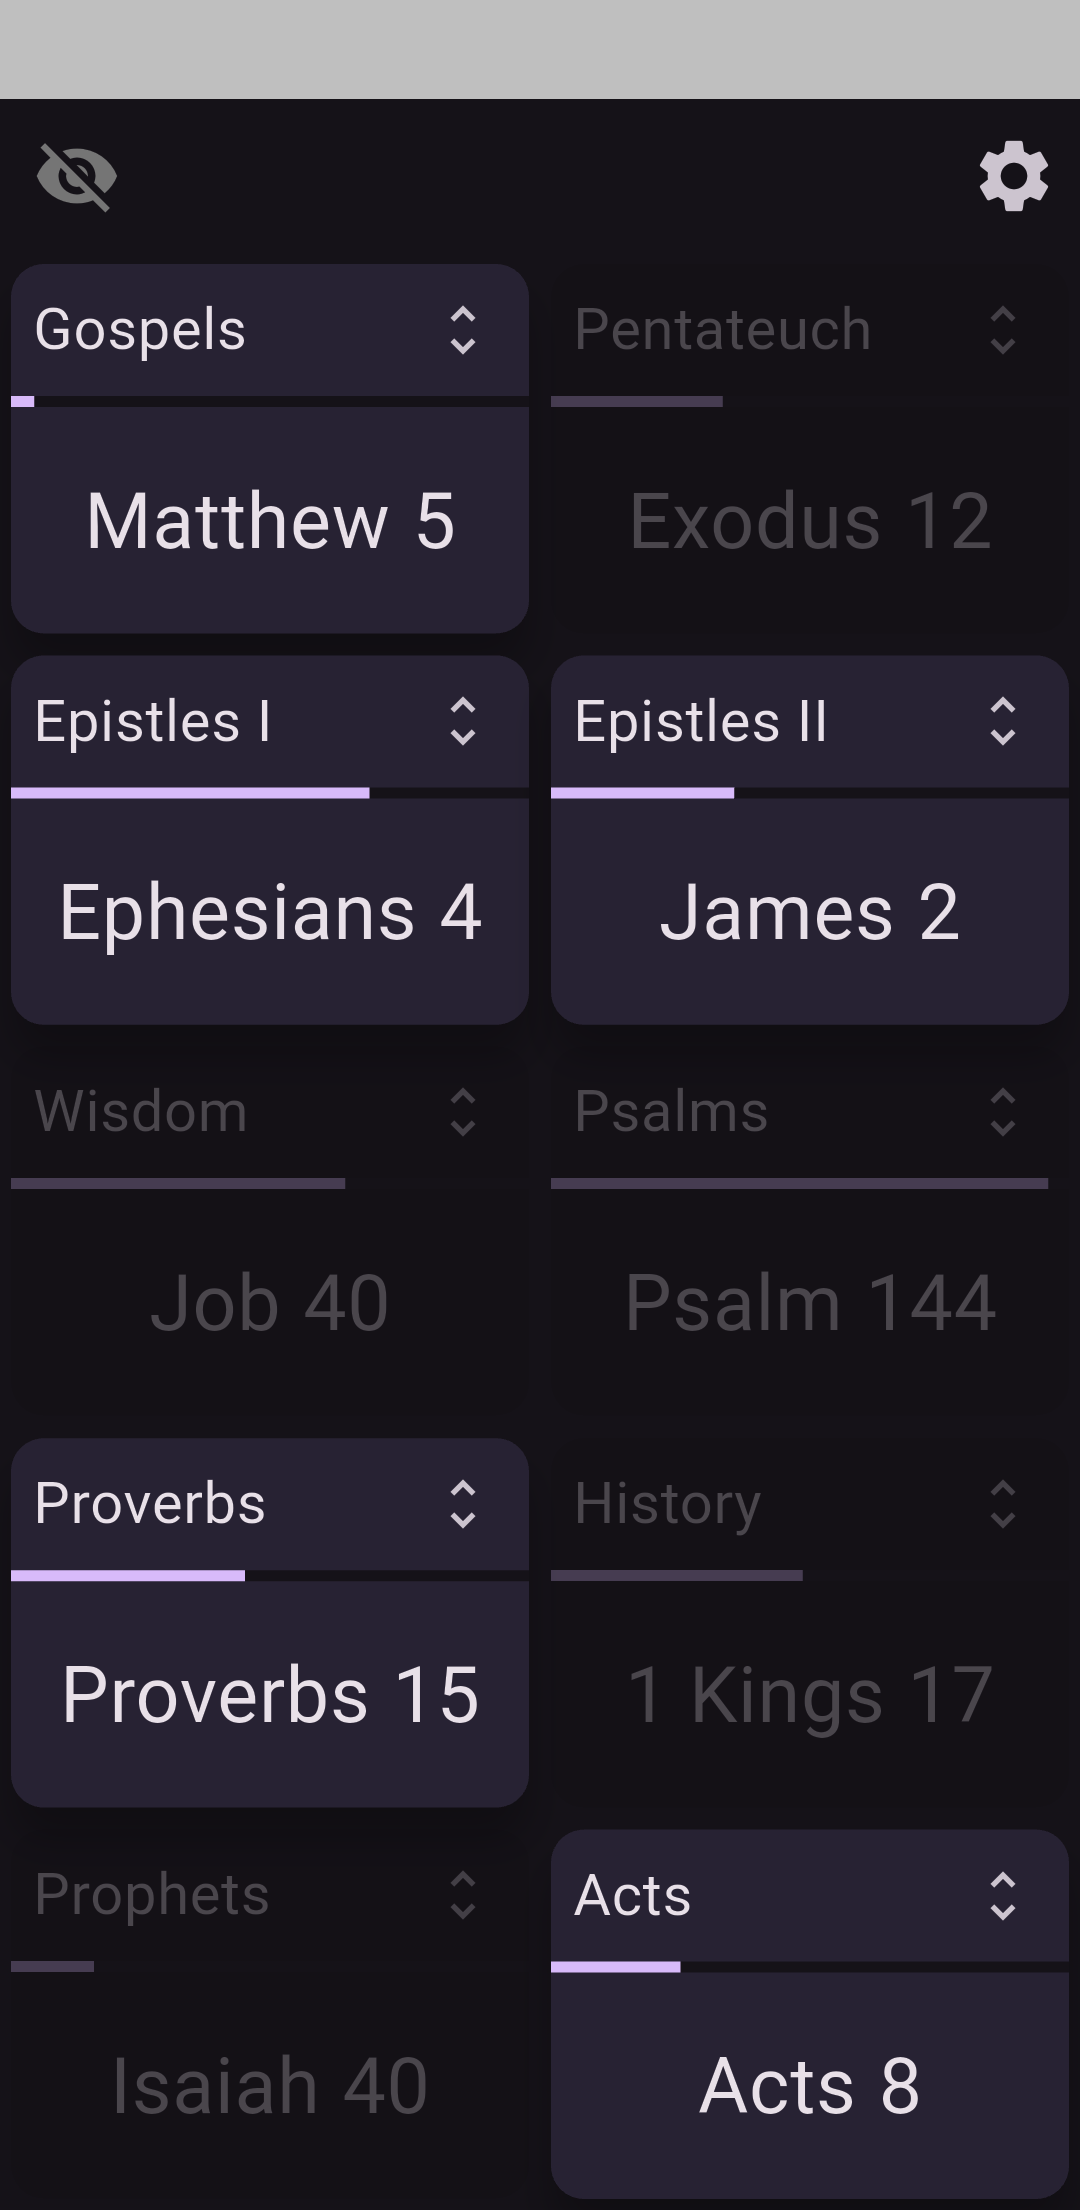 Gospels
Pentateuch
Matthew 5
Exodus 12
Epistles I
Epistles II
Ephesians 4
James 2
Wisdom
Psalms
Job 40
Psalm 144
Proverbs
History
Proverbs 15
1 Kings 17
Prophets
Acts
Isaiah 40
Acts 8